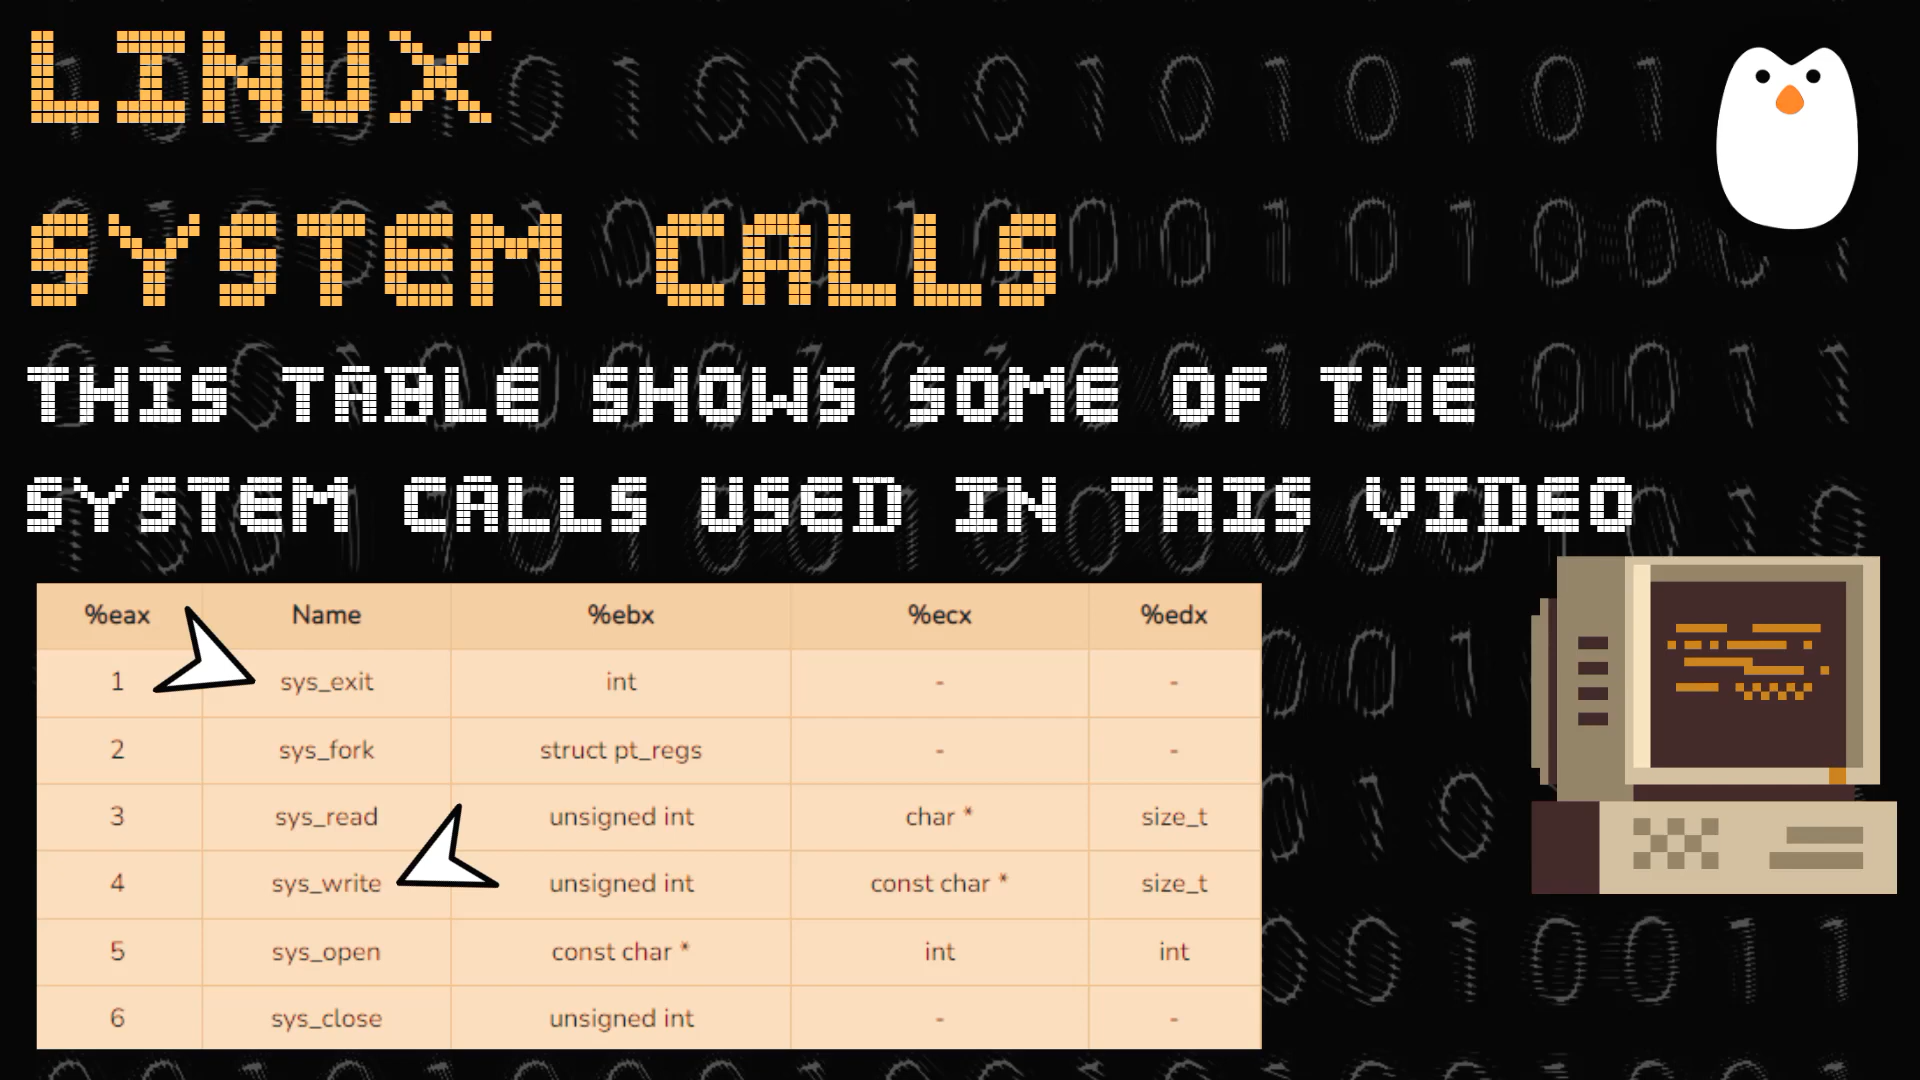 LINUX
SYSTEM CALLS
THIS TABLE SHOWS SOME OF THE
SYSTEM CALLS USED IN THIS VIDEO
%eax Name %ebx %ecx %edx
1 sys_exit int - -
2 sys_fork struct pt_regs - -
3 sys_read unsigned int char * size_t
4 sys_write unsigned int const char * size_t
5 sys_open const char * int int
6 sys_close unsigned int - -